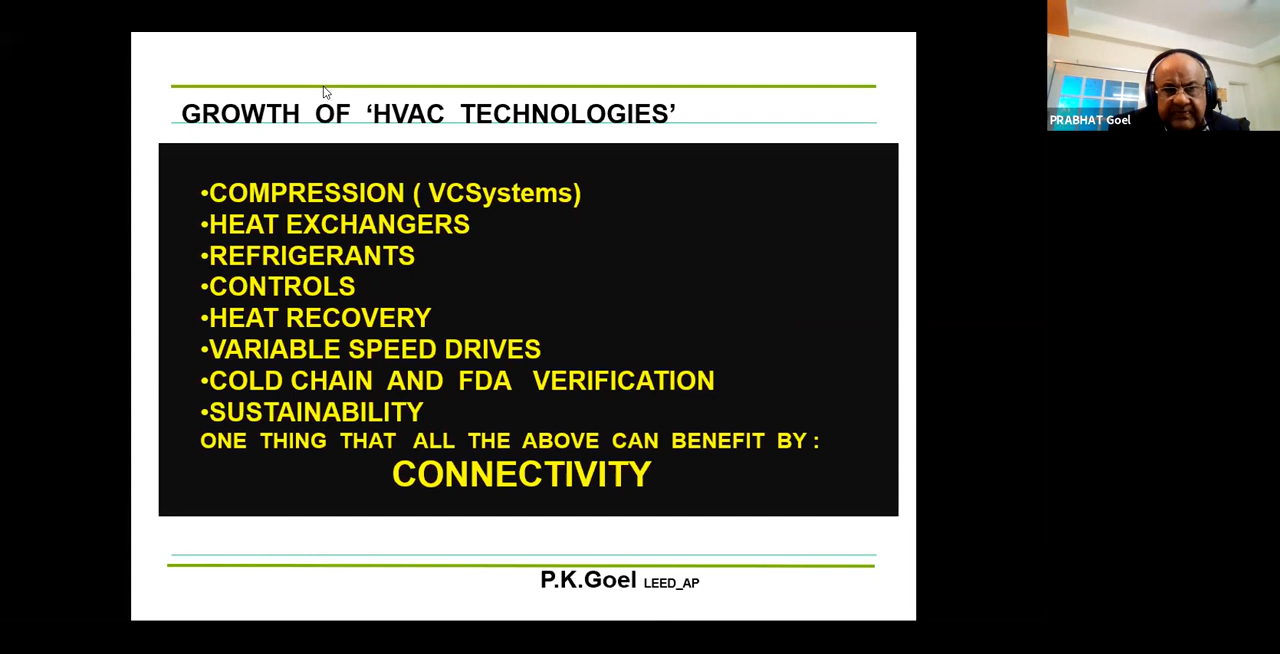 GROWTH OF ‘HVAC TECHNOLOGIES’
•COMPRESSION ( VCSystems)
•HEAT EXCHANGERS
•REFRIGERANTS
•CONTROLS
•HEAT RECOVERY
•VARIABLE SPEED DRIVES
•COLD CHAIN AND FDA VERIFICATION
•SUSTAINABILITY
ONE THING THAT ALL THE ABOVE CAN BENEFIT BY :
CONNECTIVITY
P.K.Goel LEED_AP
PRABHAT Goel